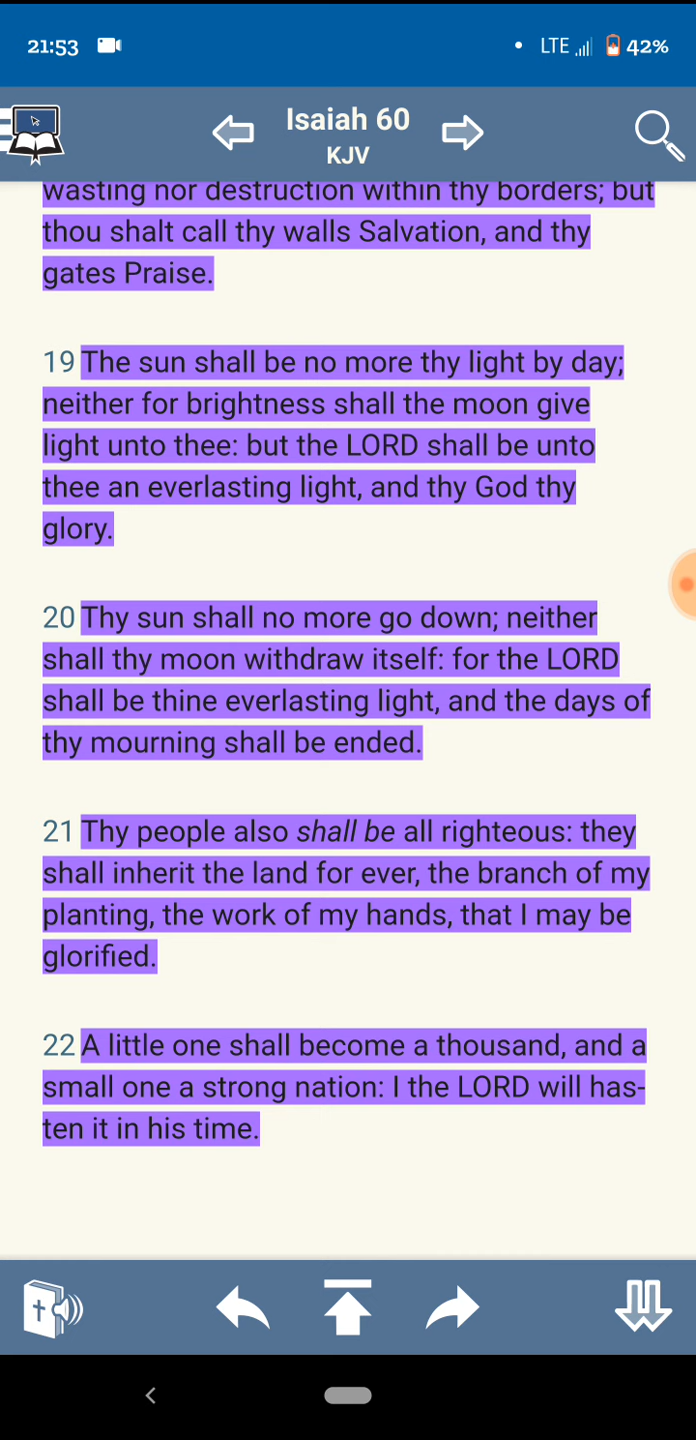 21:53
LTE
42%
Isaiah 60
KJV
wasting nor destruction within thy borders; but
thou shalt call thy walls Salvation, and thy
gates Praise.
19 The sun shall be no more thy light by day;
neither for brightness shall the moon give
light unto thee: but the LORD shall be unto
thee an everlasting light, and thy God thy
glory.
20 Thy sun shall no more go down; neither
shall thy moon withdraw itself: for the LORD
shall be thine everlasting light, and the days of
thy mourning shall be ended.
21 Thy people also shall be all righteous: they
shall inherit the land for ever, the branch of my
planting, the work of my hands, that I may be
glorified.
22 A little one shall become a thousand, and a
small one a strong nation: I the LORD will has-
ten it in his time.